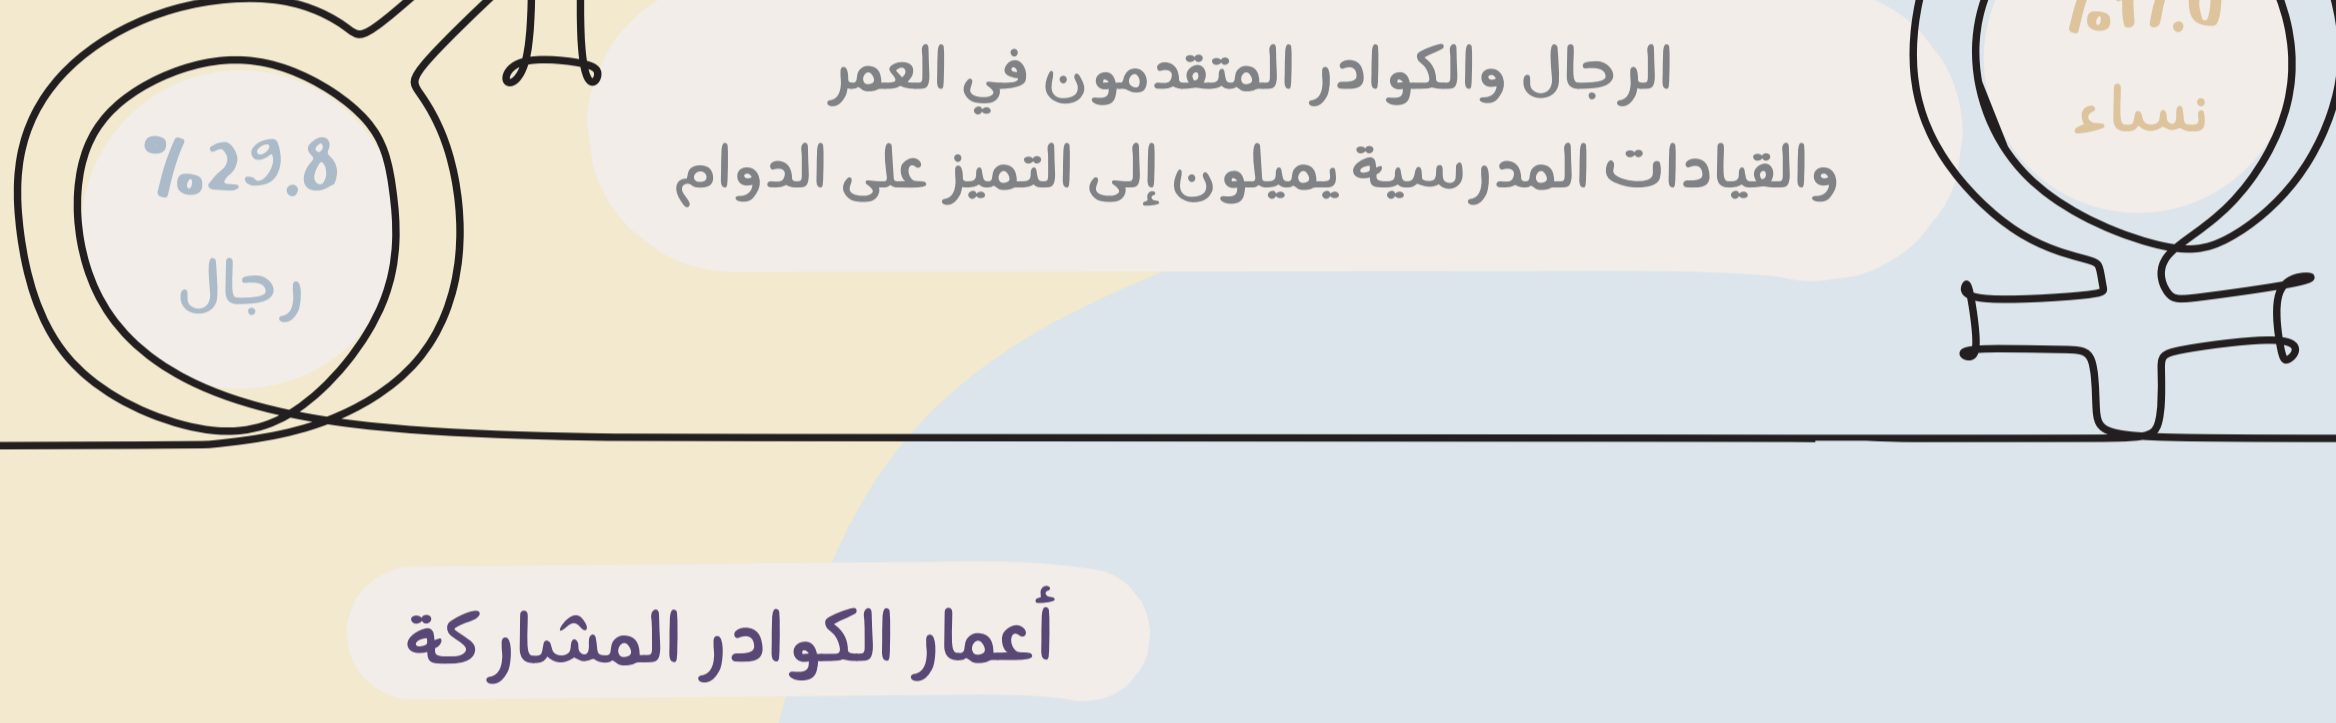 الرجال والكوادر المتقدمون في العمر
والقيادات المدرسية يميلون إلى التميز على الدوام
نساء
%29.8
رجال
أعمار الكوادر المشاركة